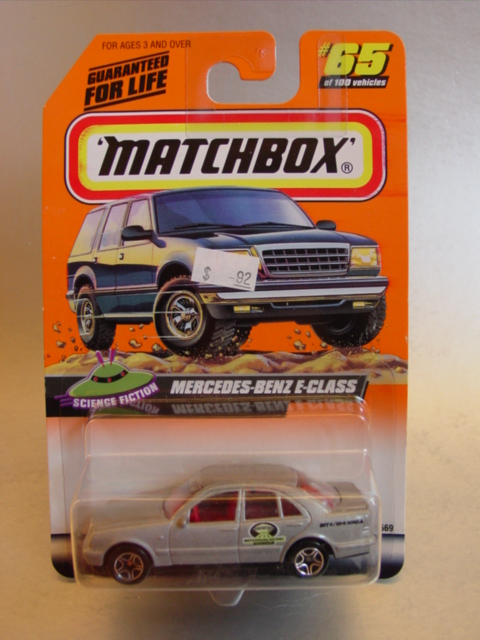 FOR AGES 3 AND OVER
GUARANTEED
FOR LIFE
#65
of 100 vehicles
'MATCHBOX'®
$ .82
MERCEDES-BENZ E-CLASS
SCIENCE FICTION